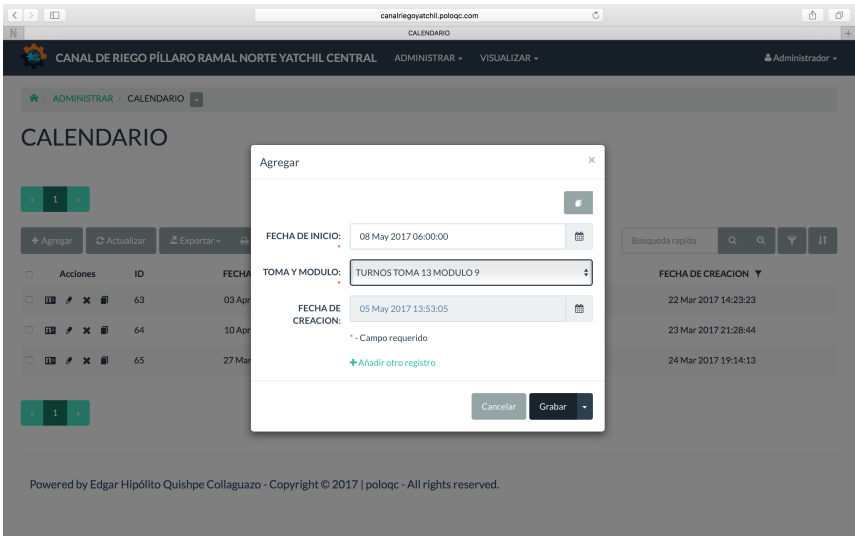 canalriegoyatchil.poloqc.com
N
CALENDARIO
CANAL DE RIEGO PÍLLARO RAMAL NORTE YATCHIL CENTRAL ADMINISTRAR VISUALIZAR Administrador
/ ADMINISTRAR / CALENDARIO
CALENDARIO
1
+ Agregar Actualizar Exportar Búsqueda rapida
Acciones ID FECHA FECHA DE CREACION
63 03 Apr 22 Mar 2017 14:23:23
64 10 Apr 23 Mar 2017 21:28:44
65 27 Mar 24 Mar 2017 19:14:13
1
Agregar ×
FECHA DE INICIO: * 08 May 2017 06:00:00
TOMA Y MODULO: * TURNOS TOMA 13 MODULO 9
FECHA DE CREACION: 05 May 2017 13:53:05
* - Campo requerido
+ Añadir otro registro
Cancelar Grabar
Powered by Edgar Hipólito Quishpe Collaguazo - Copyright © 2017 | poloqc - All rights reserved.